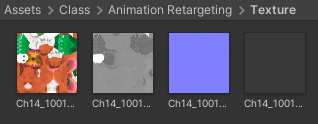 Assets > Class > Animation Retargeting > Texture
Ch14_1001... Ch14_1001... Ch14_1001... Ch14_1001...